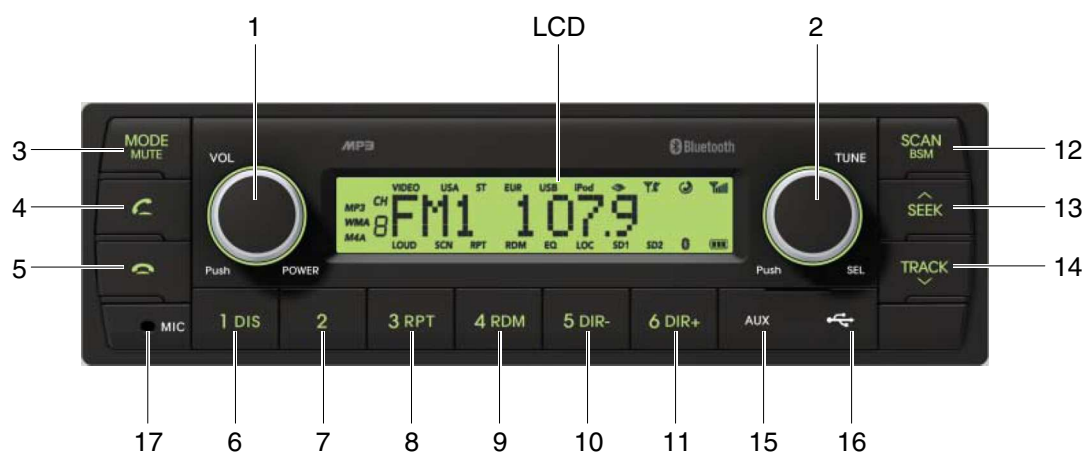 1 LCD 2
3 MODE MUTE
VOL
MP3
Bluetooth
TUNE
SCAN BSM 12
4
VIDEO USA ST EUR USB iPod
MP3 CH
WMA 8 FM1 107.9
M4A
LOUD SCN RPT RDM EQ LOC SD1 SD2
SEEK 13
5
Push POWER
Push SEL
TRACK 14
MIC
1 DIS 2 3 RPT 4 RDM 5 DIR- 6 DIR+ AUX
17 6 7 8 9 10 11 15 16